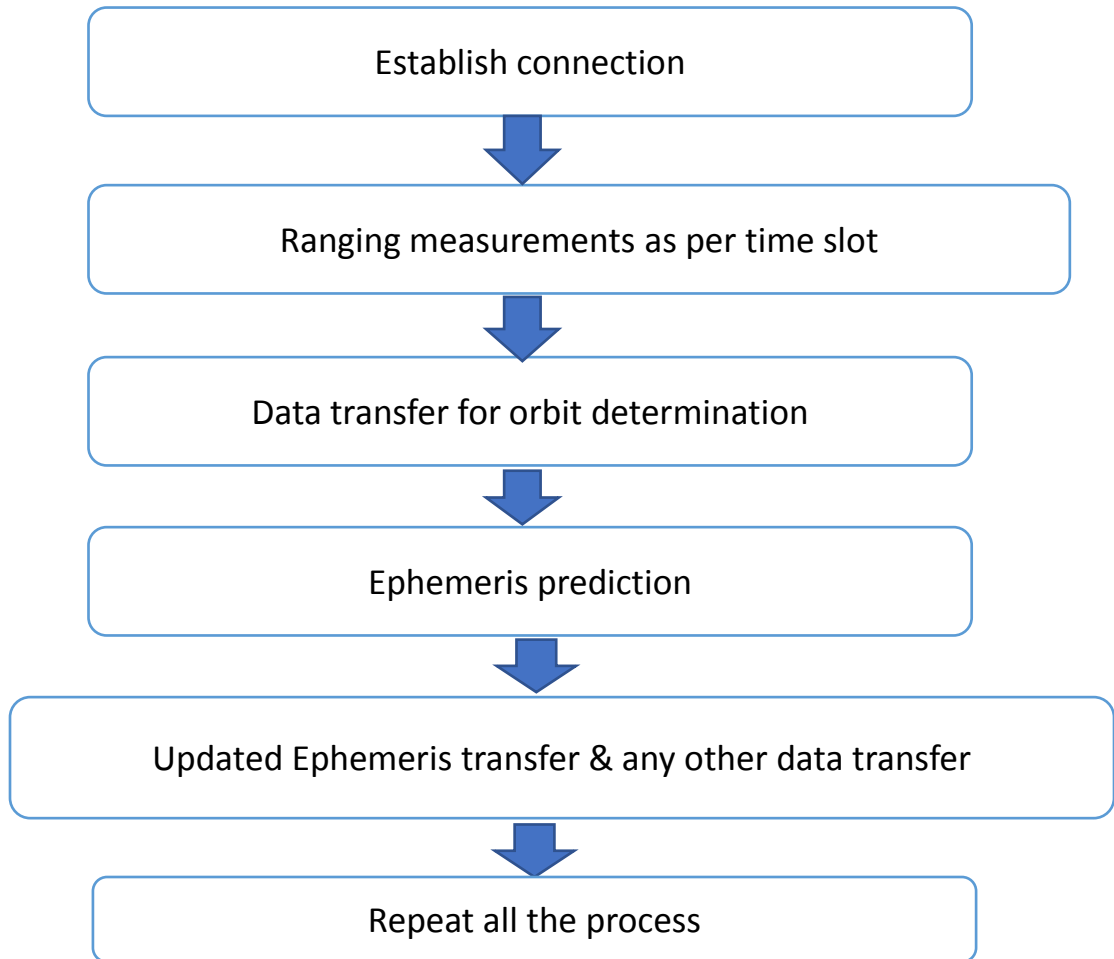 Establish connection
Ranging measurements as per time slot
Data transfer for orbit determination
Ephemeris prediction
Updated Ephemeris transfer & any other data transfer
Repeat all the process